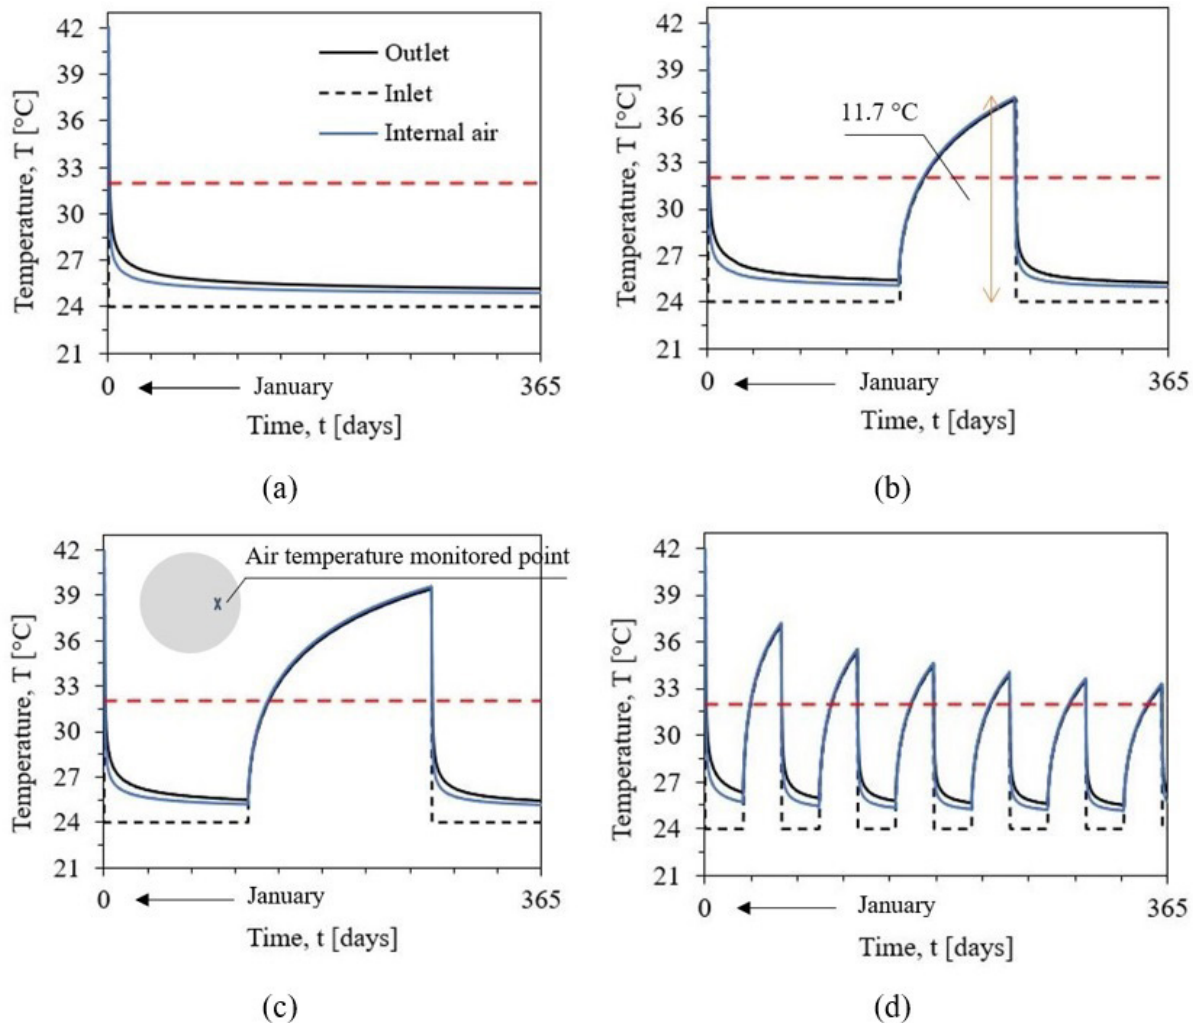 42
39
36
33
30
27
24
21
Temperature, T [°C]
Outlet
Inlet
Internal air
0
January
365
Time, t [days]
(a)
42
39
36
33
30
27
24
21
Temperature, T [°C]
11.7 °C
0
January
365
Time, t [days]
(b)
42
39
36
33
30
27
24
21
Temperature, T [°C]
Air temperature monitored point
x
0
January
365
Time, t [days]
(c)
42
39
36
33
30
27
24
21
Temperature, T [°C]
0
January
365
Time, t [days]
(d)